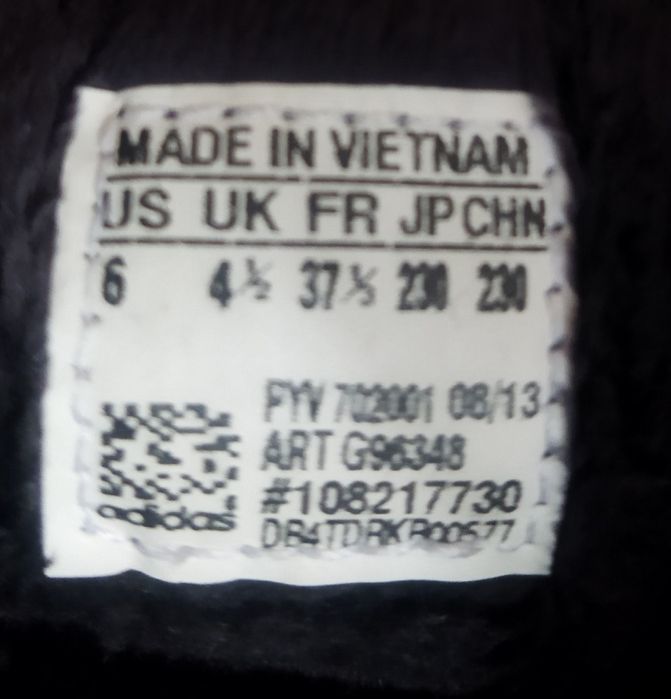 MADE IN VIETNAM
US UK FR JP CHN
6 4½ 37⅓ 230 230
FYV 702001 08/13
ART G96348
#108217730
adidas